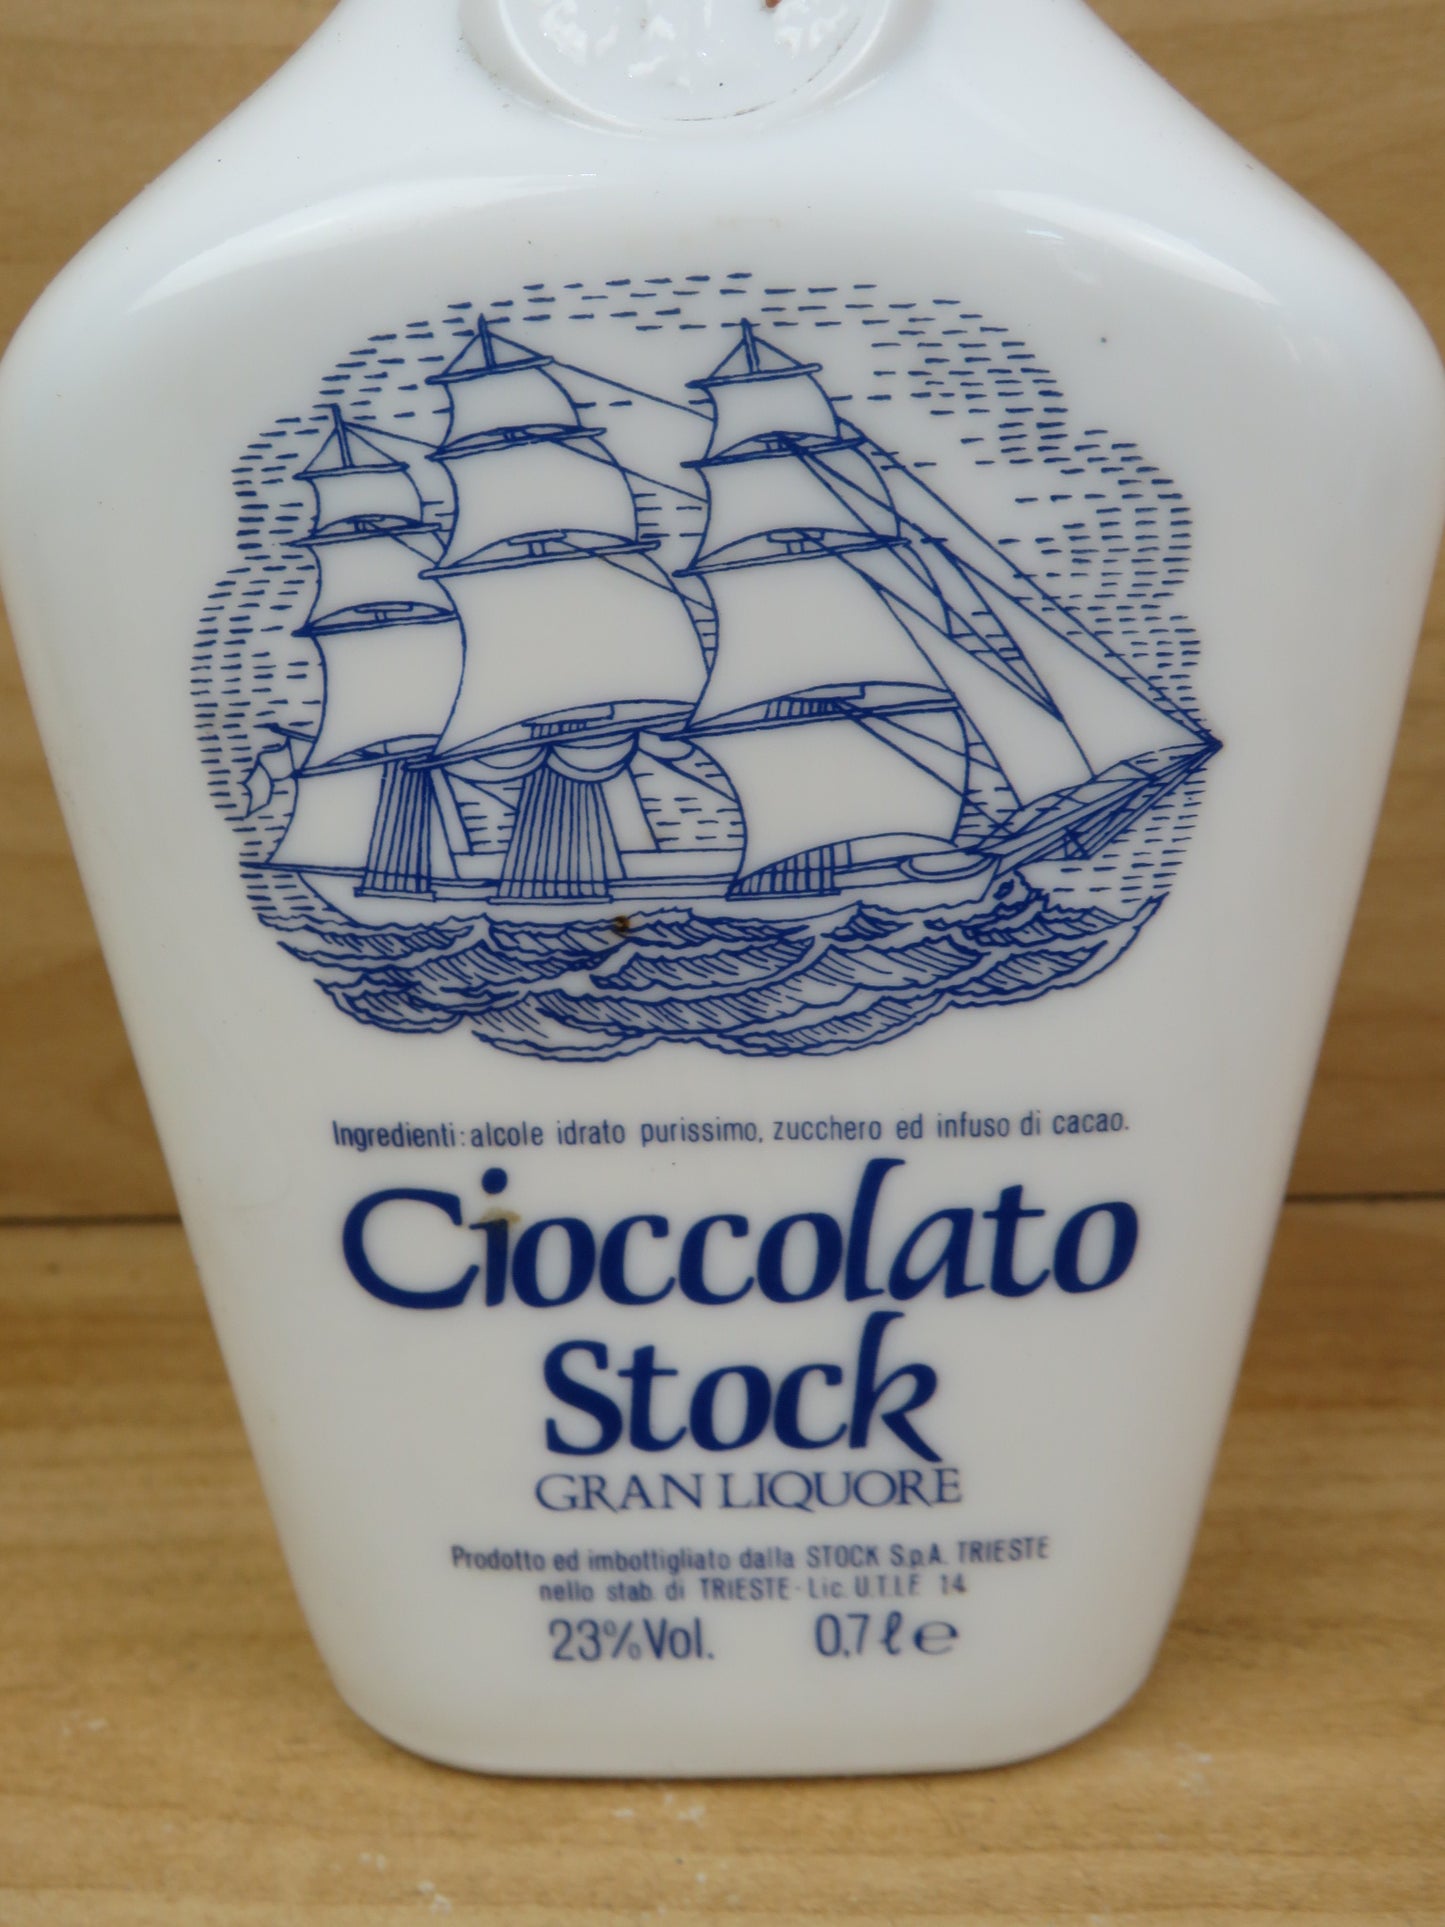 Ingredienti: alcole idrato purissimo, zucchero ed infuso di cacao.
Cioccolato
Stock
GRAN LIQUORE
Prodotto ed imbottigliato dalla STOCK S.p.A. TRIESTE
nello stab. di TRIESTE - Lic. U.T.I.F. 14
23% Vol. 0,7 ℓ ℮